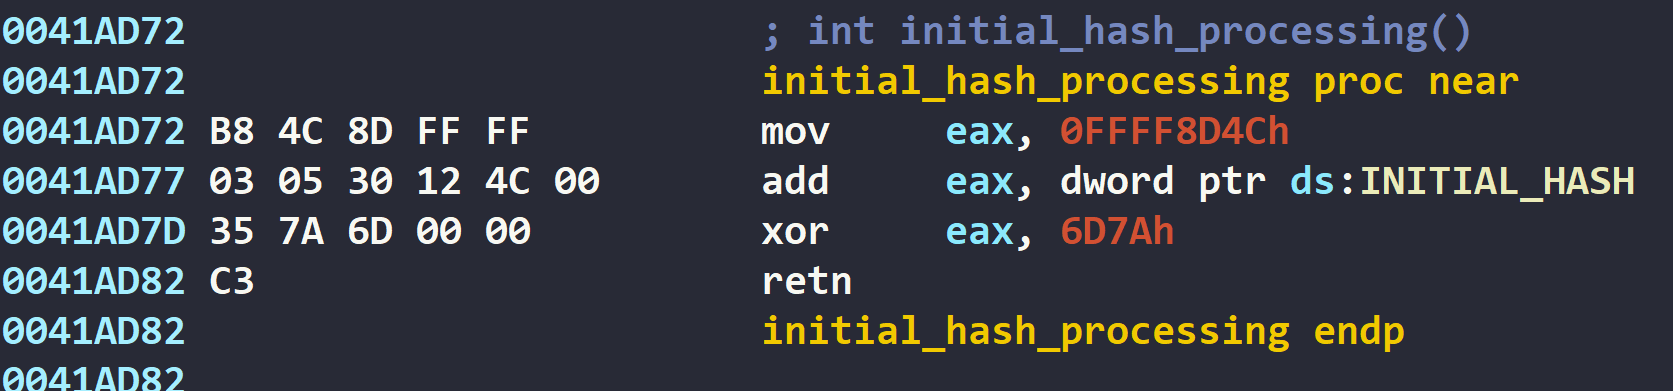 0041AD72 ; int initial_hash_processing()
0041AD72 initial_hash_processing proc near
0041AD72 B8 4C 8D FF FF mov eax, 0FFFF8D4Ch
0041AD77 03 05 30 12 4C 00 add eax, dword ptr ds:INITIAL_HASH
0041AD7D 35 7A 6D 00 00 xor eax, 6D7Ah
0041AD82 C3 retn
0041AD82 initial_hash_processing endp
0041AD82